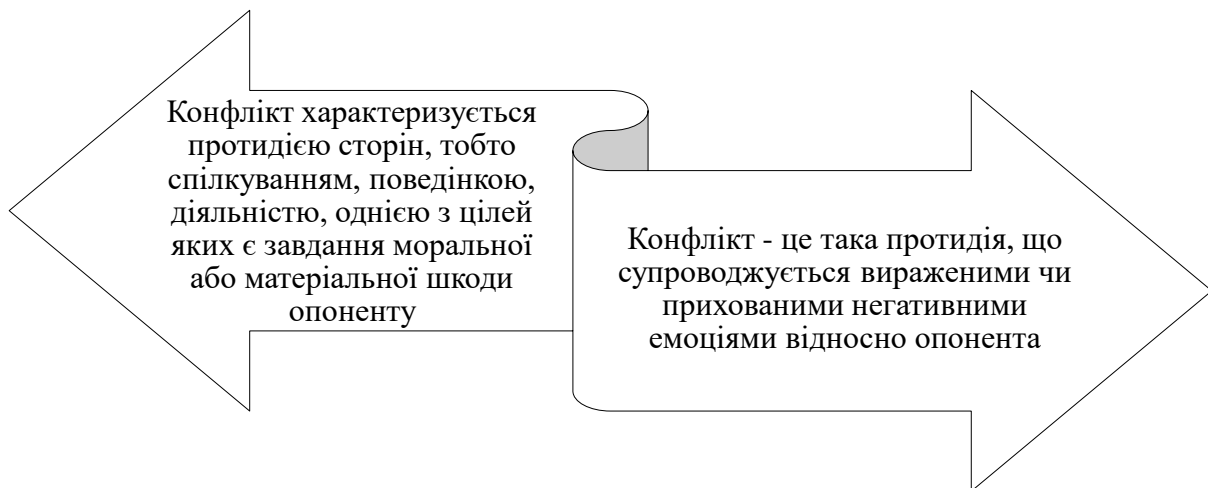 Конфлікт характеризується
протидією сторін, тобто
спілкуванням, поведінкою,
діяльністю, однією з цілей
яких є завдання моральної
або матеріальної шкоди
опоненту
Конфлікт - це така протидія, що
супроводжується вираженими чи
прихованими негативними
емоціями відносно опонента